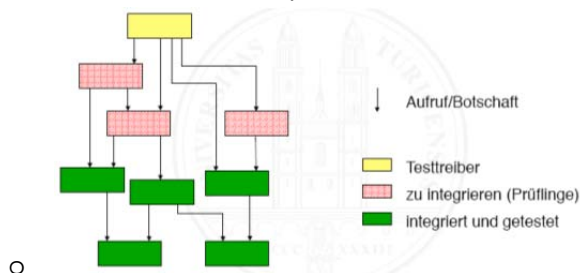 Aufruf/Botschaft
Testtreiber
zu integrieren (Prüflinge)
integriert und getestet
o